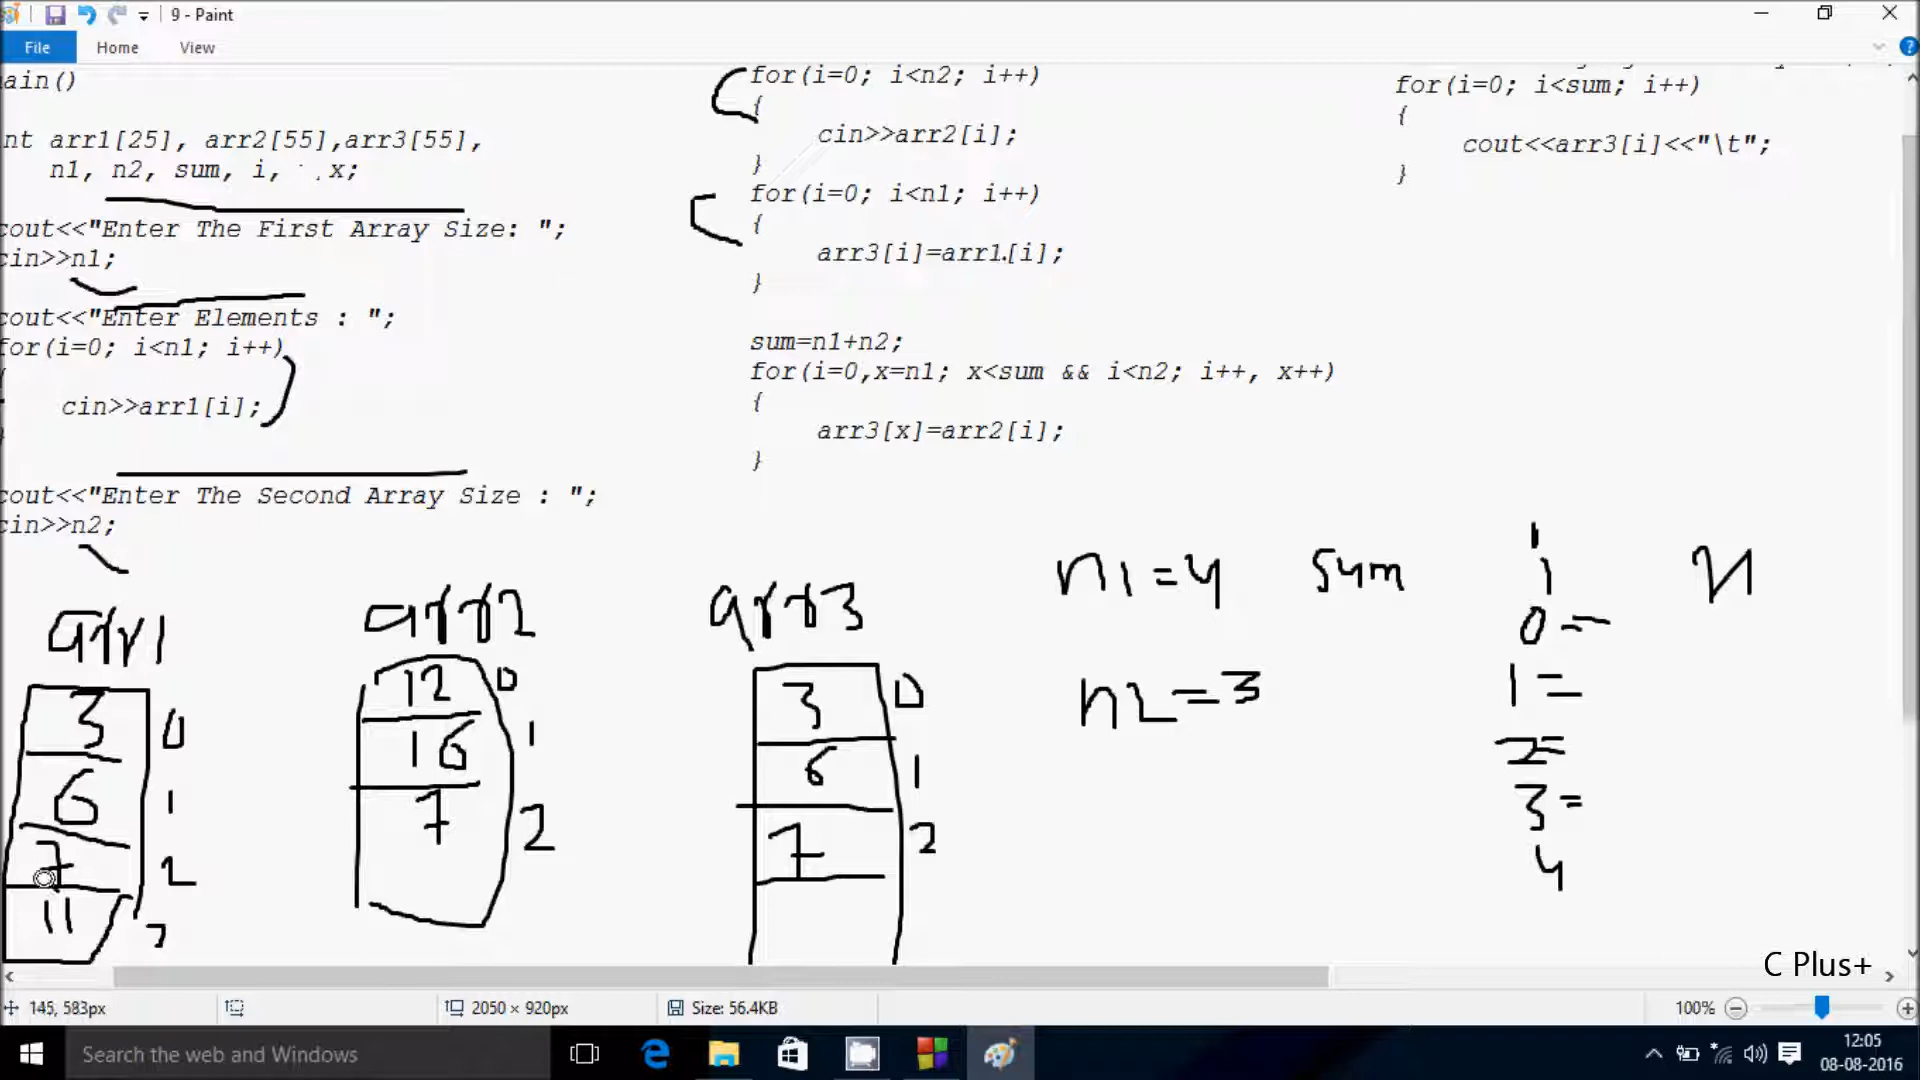 9 - Paint
File Home View
ain()
nt arr1[25], arr2[55],arr3[55],
n1, n2, sum, i, x;
cout<<"Enter The First Array Size: ";
cin>>n1;
cout<<"Enter Elements : ";
for(i=0; i<n1; i++)
{
cin>>arr1[i];
}
cout<<"Enter The Second Array Size : ";
cin>>n2;
for(i=0; i<n2; i++)
{
cin>>arr2[i];
}
for(i=0; i<n1; i++)
{
arr3[i]=arr1.[i];
}
sum=n1+n2;
for(i=0,x=n1; x<sum && i<n2; i++, x++)
{
arr3[x]=arr2[i];
}
for(i=0; i<sum; i++)
{
cout<<arr3[i]<<"\t";
}
arr1
3 0
6 1
7 2
11
arr2
12 0
16 1
7 2
arr3
3 0
6 1
7 2
n1=4
n2=3
sum
i
0=
1=
2=
3=
4
x
C Plus+
145, 583px
2050 × 920px
Size: 56.4KB
100%
Search the web and Windows
12:05
08-08-2016